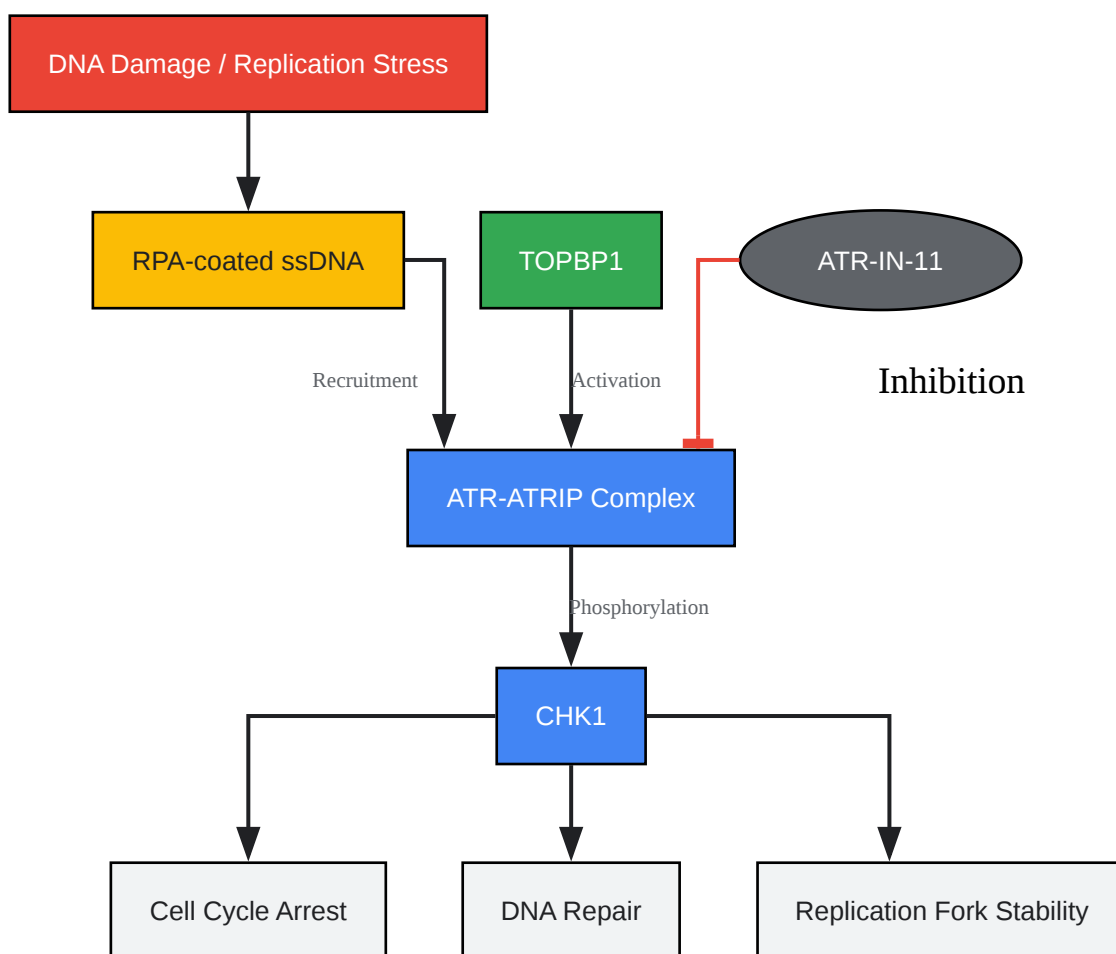 DNA Damage / Replication Stress
RPA-coated ssDNA
TOPBP1
ATR-IN-11
Recruitment
Activation
Inhibition
ATR-ATRIP Complex
Phosphorylation
CHK1
Cell Cycle Arrest
DNA Repair
Replication Fork Stability